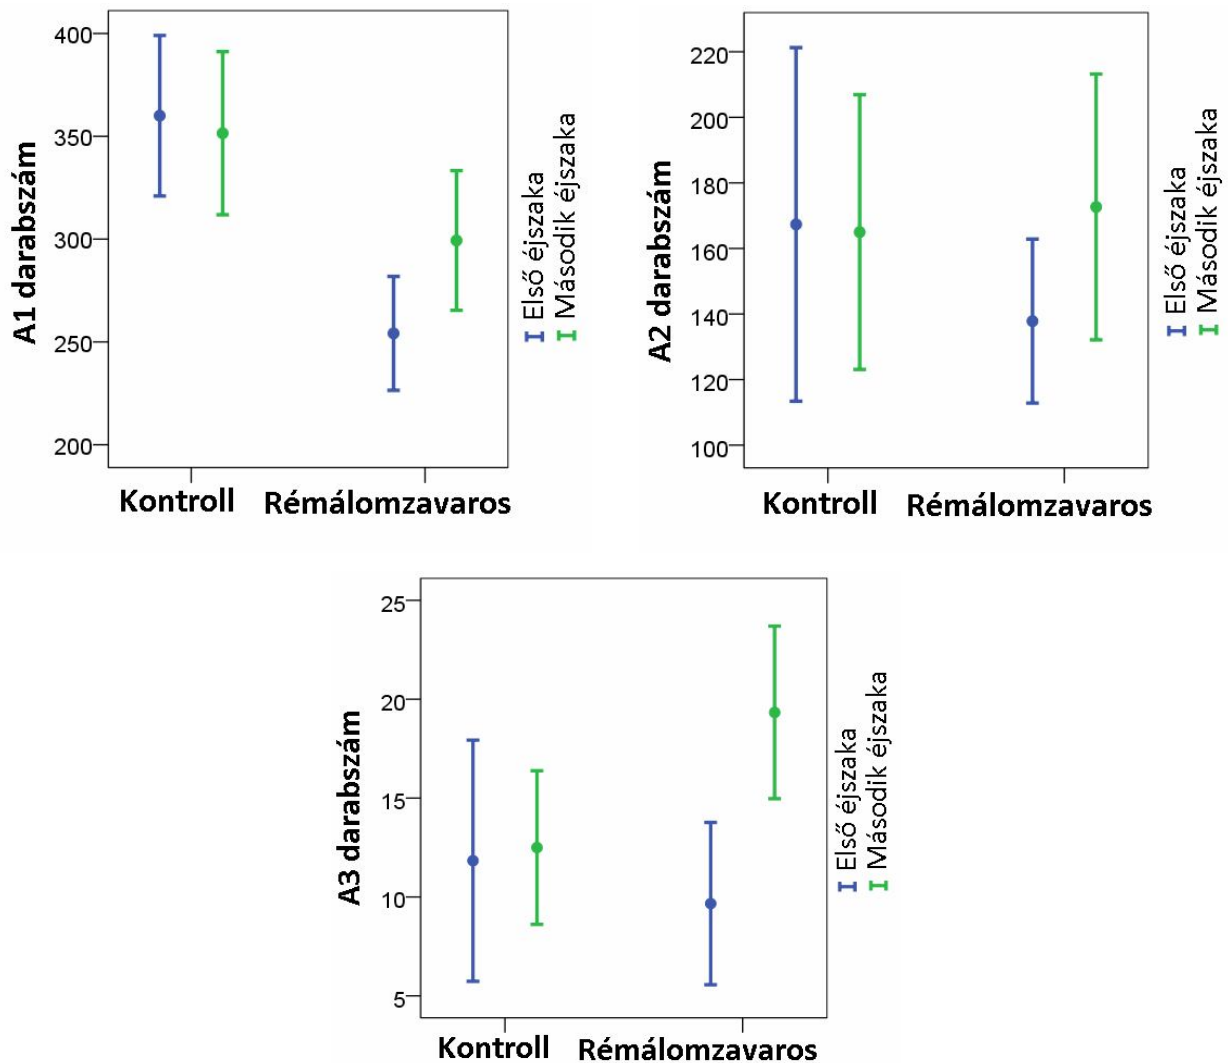 A1 darabszám
400
350
300
250
200
Kontroll
Rémálomzavaros
Első éjszaka
Második éjszaka
A2 darabszám
220
200
180
160
140
120
100
Kontroll
Rémálomzavaros
Első éjszaka
Második éjszaka
A3 darabszám
25
20
15
10
5
Kontroll
Rémálomzavaros
Első éjszaka
Második éjszaka